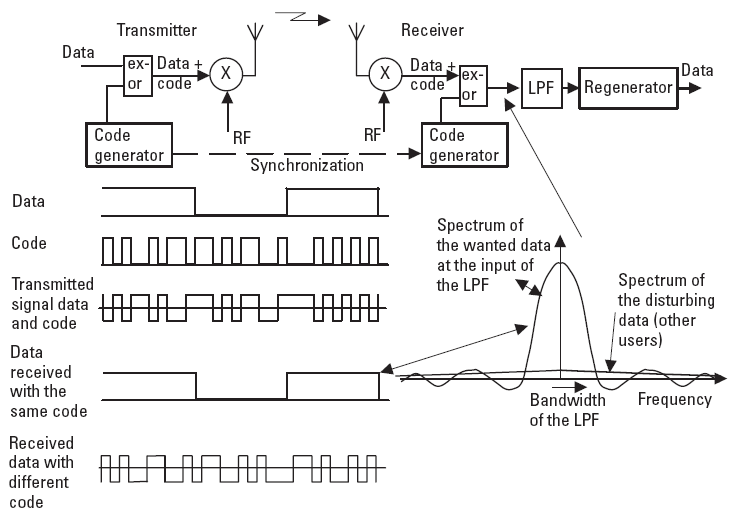 Transmitter
Receiver
Data
ex-
or
Data +
code
X
RF
Code
generator
Synchronization
X
RF
Data +
code
ex-
or
Code
generator
LPF
Regenerator
Data
Data
Code
Transmitted
signal data
and code
Data
received
with the
same code
Received
data with
different
code
Spectrum of
the wanted data
at the input of
the LPF
Spectrum of
the disturbing
data (other
users)
Bandwidth
of the LPF
Frequency